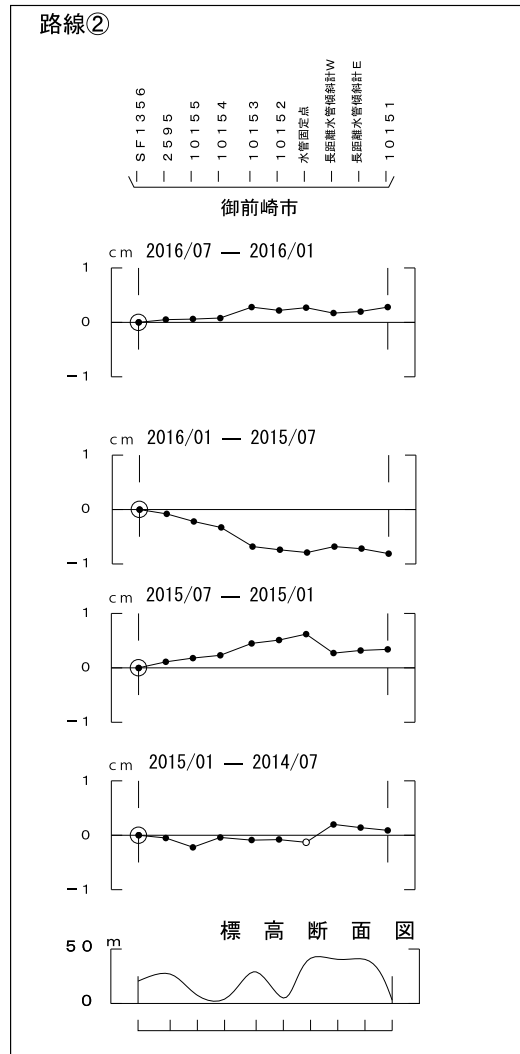 路線②
SF1356
2595
10155
10154
10153
10152
水管固定点
長距離水管傾斜計W
長距離水管傾斜計E
10151
御前崎市
cm 2016/07 — 2016/01
1
0
−1
cm 2016/01 — 2015/07
1
0
−1
cm 2015/07 — 2015/01
1
0
−1
cm 2015/01 — 2014/07
1
0
−1
標高断面図
50 m
0